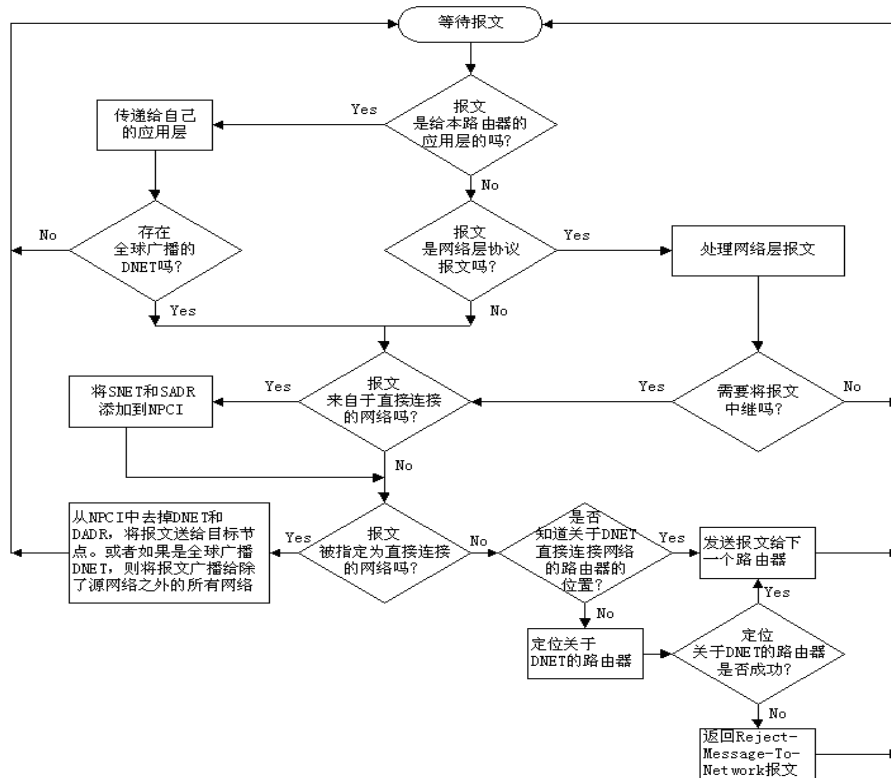 等待报文
报文
是给本路由器的
应用层的吗?
Yes
传递给自己
的应用层
No
存在
全球广播的
DNET吗?
No
Yes
报文
是网络层协议
报文吗?
Yes
No
处理网络层报文
需要将报文
中继吗?
Yes
No
报文
来自于直接连接
的网络吗?
Yes
将SNET和SADR
添加到NPCI
No
报文
被指定为直接连接
的网络吗?
Yes
从NPCI中去掉DNET和
DADR,将报文送给目标节
点。或者如果是全球广播
DNET,则将报文广播给除
了源网络之外的所有网络
No
是否
知道关于DNET
直接连接网络
的路由器的
位置?
Yes
发送报文给下
一个路由器
No
定位关于
DNET的路由器
定位
关于DNET的路由器
是否成功?
Yes
No
返回Reject-
Message-To-
Network报文